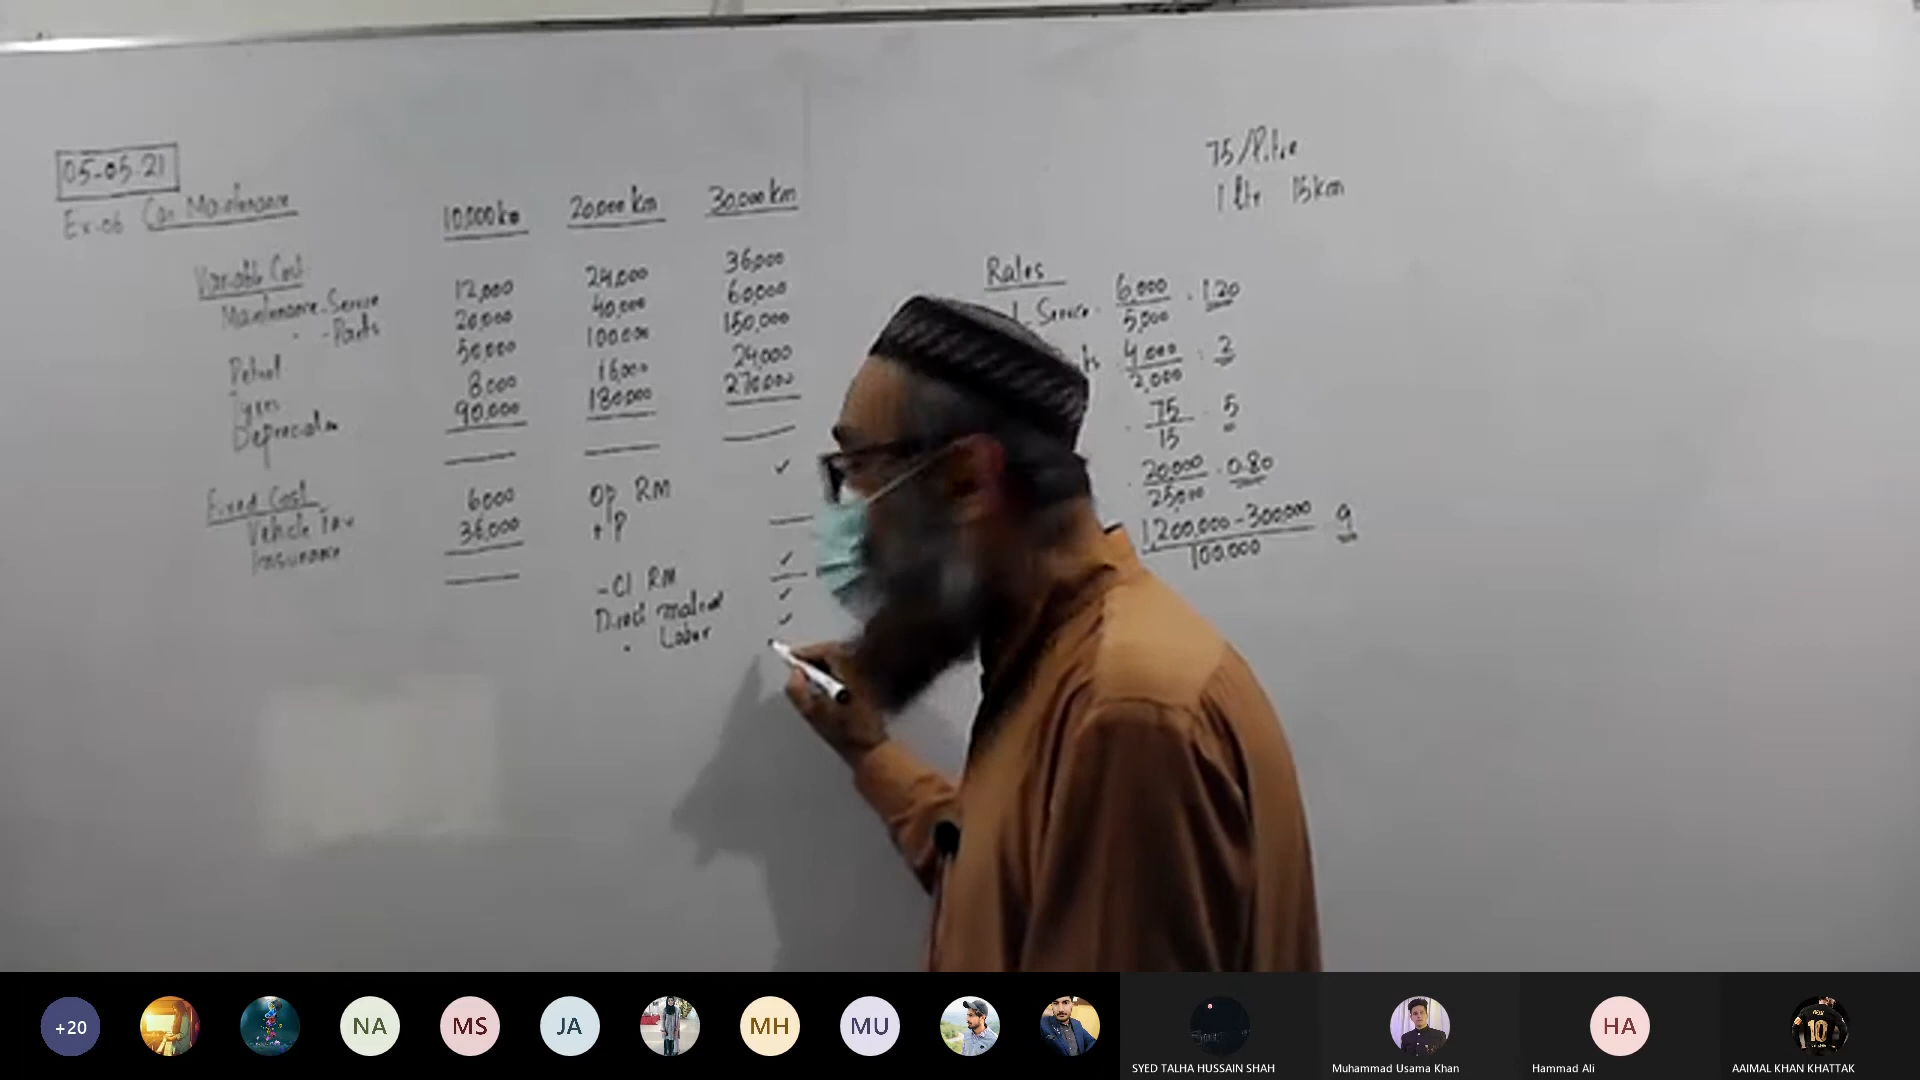 05-05-21
Ex-06 Car Maintenance
10,000 km 20,000 km 30,000 km
Variable Cost
Maintenance-Service 12,000 24,000 36,000
" -Parts 20,000 40,000 60,000
Petrol 50,000 100,000 150,000
Tyres 8000 16,000 24,000
Depreciation 90,000 180,000 270,000
Fixed Cost
Vehicle Tax 6000
Insurance 36,000
Op RM ✓
+ P
- Cl RM ✓
Direct material ✓
" Labor ✓
75/litre
1 ltr 15km
Rates
Service - 6,000 / 5,000 = 1.20
ts 4,000 / 2,000 = 2
75 / 15 = 5
20,000 / 25,000 = 0.80
1,200,000 - 300,000 / 100,000 = 9
+20
NA
MS
JA
MH
MU
SYED TALHA HUSSAIN SHAH
Muhammad Usama Khan
HA
Hammad Ali
10
AAIMAL KHAN KHATTAK